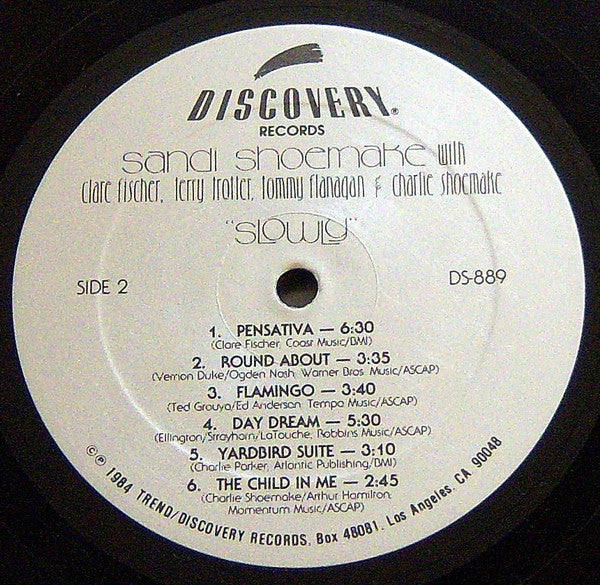 DISCOVERY®
RECORDS
Sandi Shoemake with
Clare Fischer, Terry Trotter, Tommy Flanagan & Charlie Shoemake
"SLOWLY"
SIDE 2
DS-889
1. PENSATIVA — 6:30
(Clare Fischer, Coast Music/BMI)
2. ROUND ABOUT — 3:35
(Vernon Duke/Ogden Nash, Warner Bros. Music/ASCAP)
3. FLAMINGO — 3:40
(Ted Grouya/Ed Anderson, Tempo Music/ASCAP)
4. DAY DREAM — 5:30
(Ellington/Strayhorn/LaTouche, Robbins Music/ASCAP)
5. YARDBIRD SUITE — 3:10
(Charlie Parker, Atlantic Publishing/BMI)
6. THE CHILD IN ME — 2:45
(Charlie Shoemake/Arthur Hamilton,
Momentum Music/ASCAP)
©℗ 1984 TREND/DISCOVERY RECORDS, Box 48081, Los Angeles, CA 90048